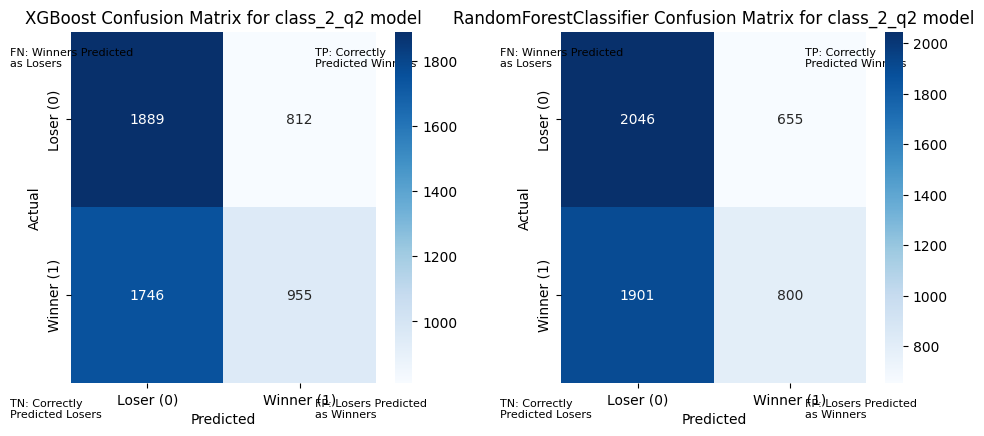 XGBoost Confusion Matrix for class_2_q2 model
FN: Winners Predicted
as Losers
TP: Correctly
Predicted Winners
Actual
Loser (0)
Winner (1)
1889
812
1746
955
1800
1600
1400
1200
1000
TN: Correctly
Predicted Losers
Loser (0)
Winner (1)
FP: Losers Predicted
as Winners
Predicted
RandomForestClassifier Confusion Matrix for class_2_q2 model
FN: Winners Predicted
as Losers
TP: Correctly
Predicted Winners
Actual
Loser (0)
Winner (1)
2046
655
1901
800
2000
1800
1600
1400
1200
1000
800
TN: Correctly
Predicted Losers
Loser (0)
Winner (1)
FP: Losers Predicted
as Winners
Predicted